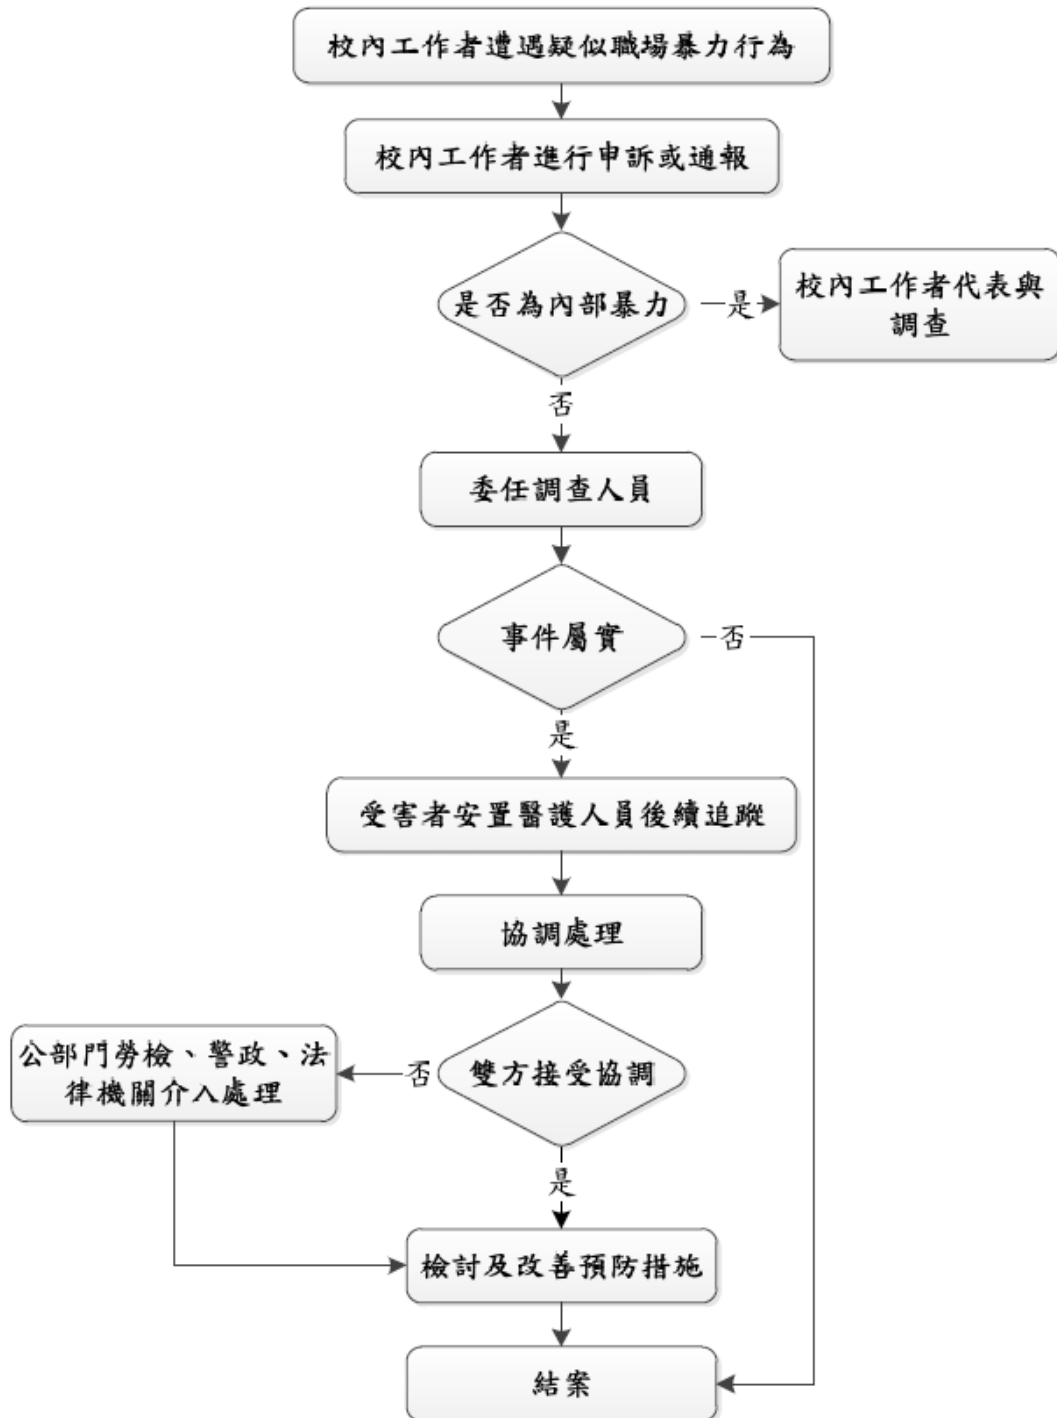 校內工作者遭遇疑似職場暴力行為
校內工作者進行申訴或通報
是否為內部暴力
是
校內工作者代表與
調查
否
委任調查人員
事件屬實
否
是
受害者安置醫護人員後續追蹤
協調處理
公部門勞檢、警政、法
律機關介入處理
否
雙方接受協調
是
檢討及改善預防措施
結案